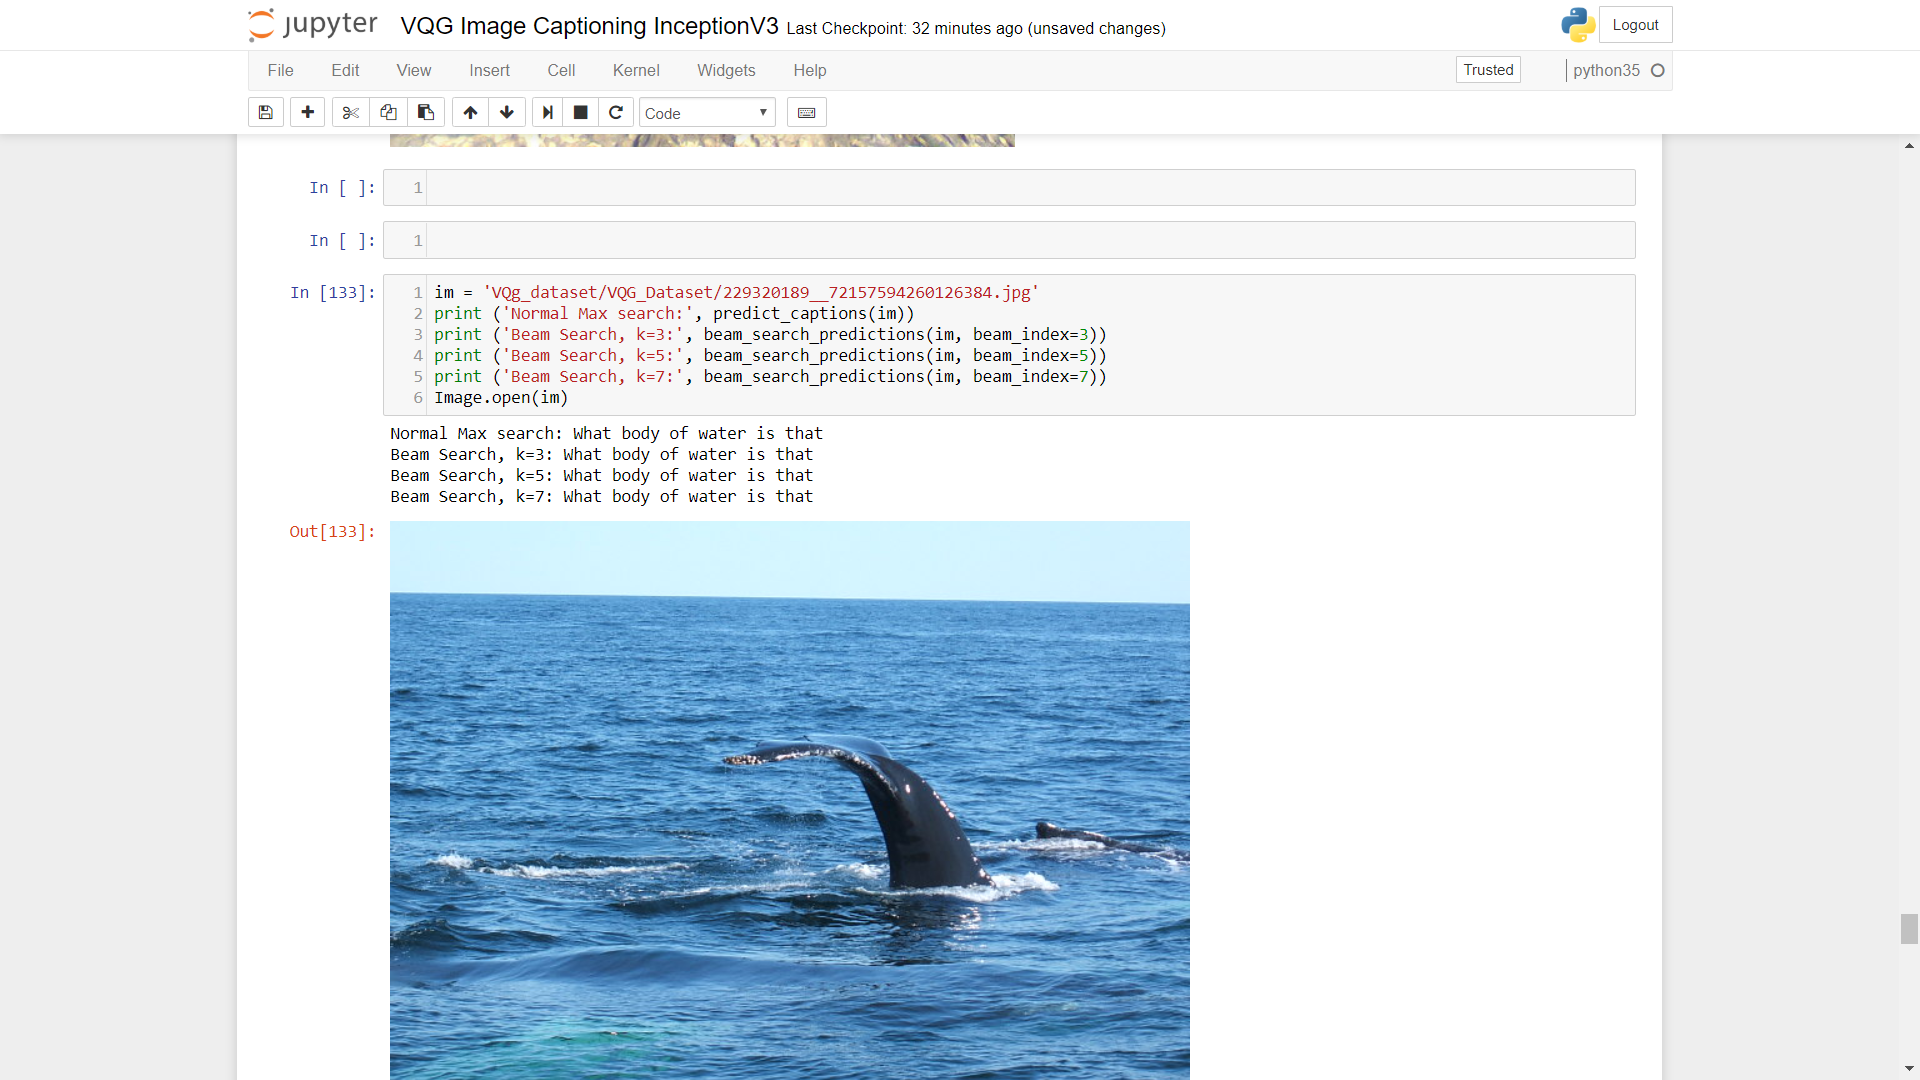 jupyter VQG Image Captioning InceptionV3 Last Checkpoint: 32 minutes ago (unsaved changes) Logout
File Edit View Insert Cell Kernel Widgets Help Trusted python35
Code
In [ ]: 1
In [ ]: 1
In [133]: 1 im = 'VQg_dataset/VQG_Dataset/229320189__72157594260126384.jpg'
2 print ('Normal Max search:', predict_captions(im))
3 print ('Beam Search, k=3:', beam_search_predictions(im, beam_index=3))
4 print ('Beam Search, k=5:', beam_search_predictions(im, beam_index=5))
5 print ('Beam Search, k=7:', beam_search_predictions(im, beam_index=7))
6 Image.open(im)
Normal Max search: What body of water is that
Beam Search, k=3: What body of water is that
Beam Search, k=5: What body of water is that
Beam Search, k=7: What body of water is that
Out[133]: